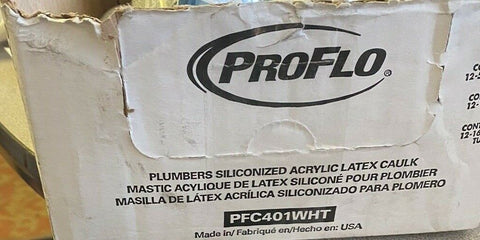 PROFLO®
PLUMBERS SILICONIZED ACRYLIC LATEX CAULK
MASTIC ACYLIQUE DE LATEX SILICONÉ POUR PLOMBIER
MASILLA DE LÁTEX ACRÍLICA SILICONIZADO PARA PLOMERO
PFC401WHT
Made in/ Fabriqué en/Hecho en: USA